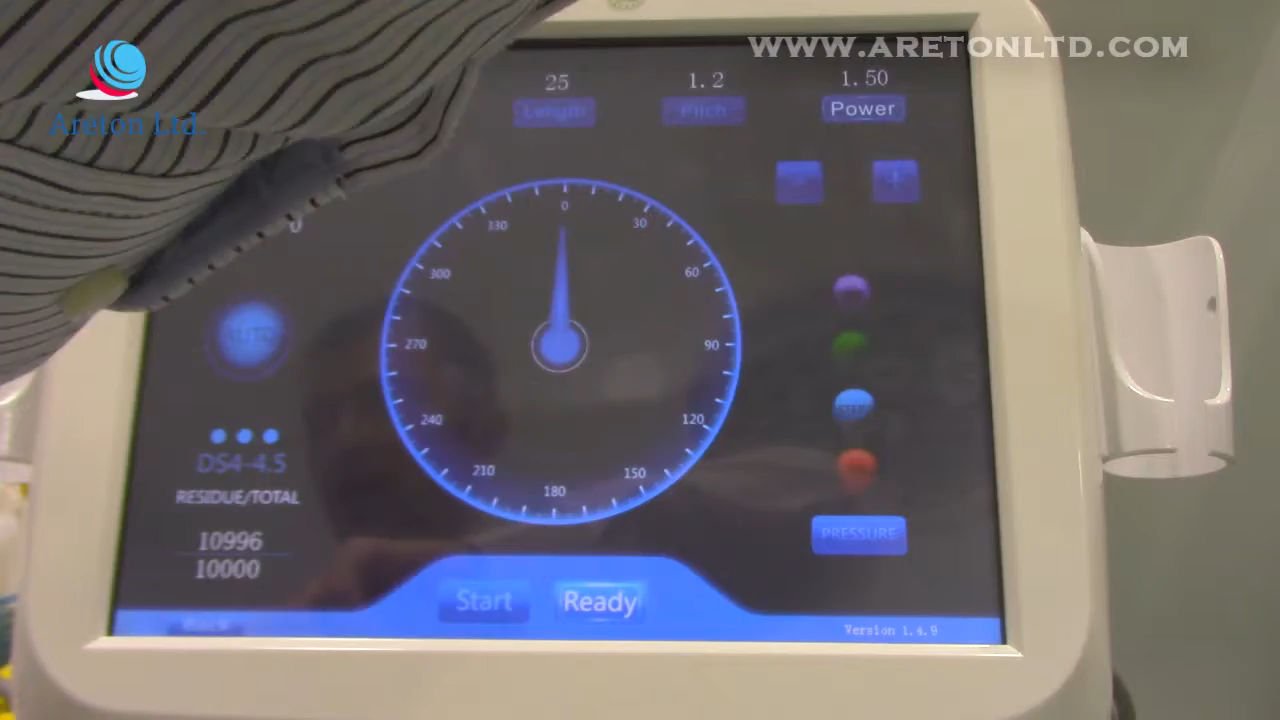 WWW.ARETONLTD.COM
Areton Ltd.
25
1.2
1.50
Length
Pitch
Power
- +
0
0
30
60
90
120
150
180
210
240
270
300
330
AUTO
DS4-4.5
RESIDUE/TOTAL
10996
10000
PRESSURE
Start
Ready
Version 1.4.9